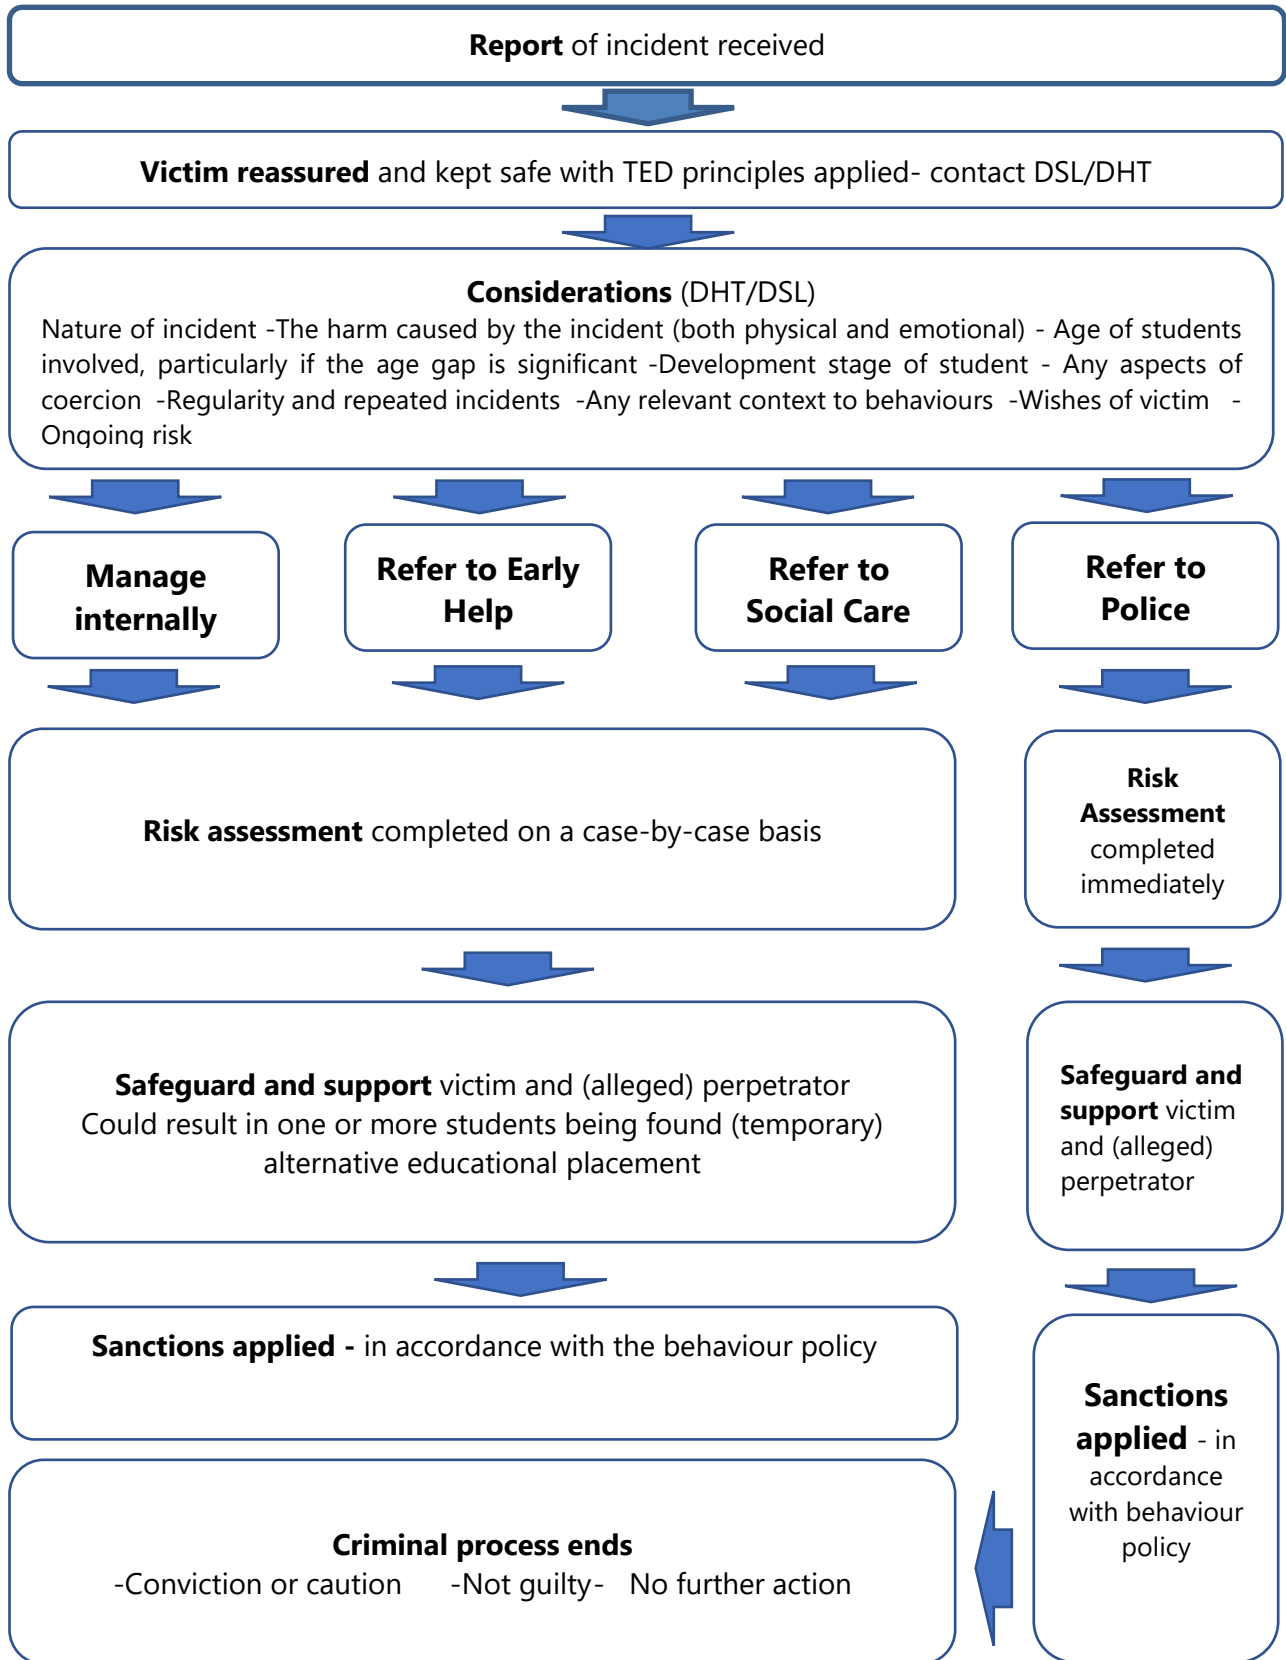 Report of incident received
Victim reassured and kept safe with TED principles applied- contact DSL/DHT
Considerations (DHT/DSL)
Nature of incident -The harm caused by the incident (both physical and emotional) - Age of students
involved, particularly if the age gap is significant -Development stage of student - Any aspects of
coercion -Regularity and repeated incidents -Any relevant context to behaviours -Wishes of victim -
Ongoing risk
Manage
internally
Refer to Early
Help
Refer to
Social Care
Refer to
Police
Risk assessment completed on a case-by-case basis
Risk
Assessment
completed
immediately
Safeguard and support victim and (alleged) perpetrator
Could result in one or more students being found (temporary)
alternative educational placement
Safeguard and
support victim
and (alleged)
perpetrator
Sanctions applied - in accordance with the behaviour policy
Sanctions
applied - in
accordance
with behaviour
policy
Criminal process ends
-Conviction or caution -Not guilty- No further action